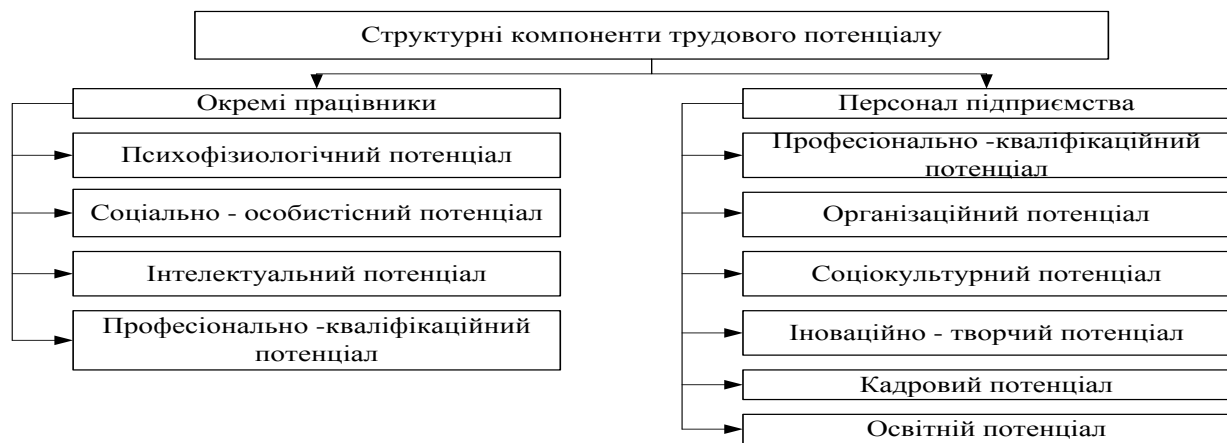 Структурні компоненти трудового потенціалу
Окремі працівники
Психофізиологічний потенціал
Соціально - особистісний потенціал
Інтелектуальний потенціал
Професіонально -кваліфікаційний
потенціал
Персонал підприємства
Професіонально -кваліфікаційний
потенціал
Організаційний потенціал
Соціокультурний потенціал
Іноваційно - творчий потенціал
Кадровий потенціал
Освітній потенціал